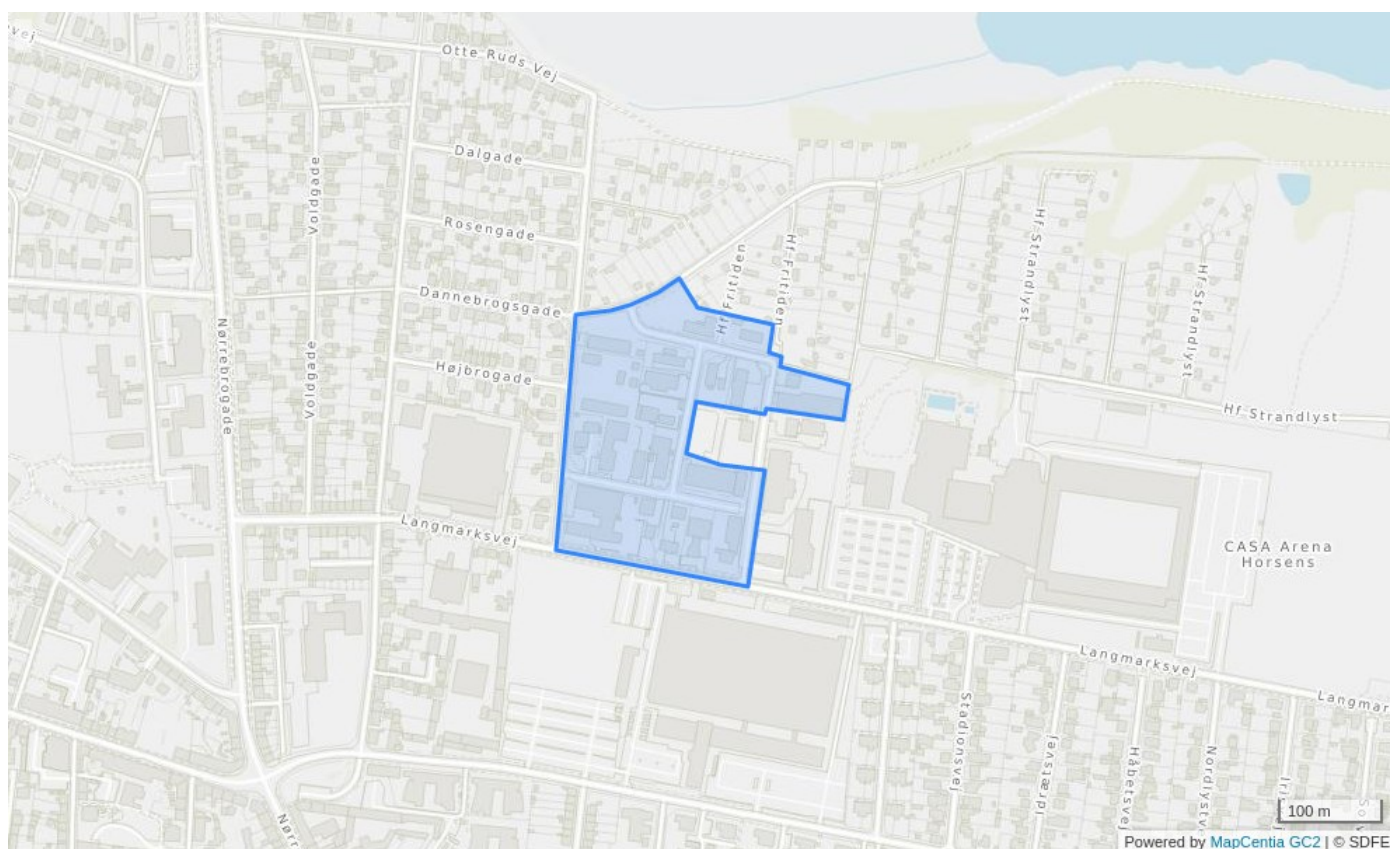 Otte Ruds Vej
Dalgade
Voldgade
Rosengade
Hf Fritiden
Hf Fritiden
Hf Strandlyst
Hf Strandlyst
Dannebrogsgade
Nørrebrogade
Voldgade
Højbrogade
Hf Strandlyst
Langmarksvej
CASA Arena
Horsens
Langmarksvej
Stadionsvej
Idrætsvej
Håbetsvej
100 m
Powered by MapCentia GC2 | © SDFE